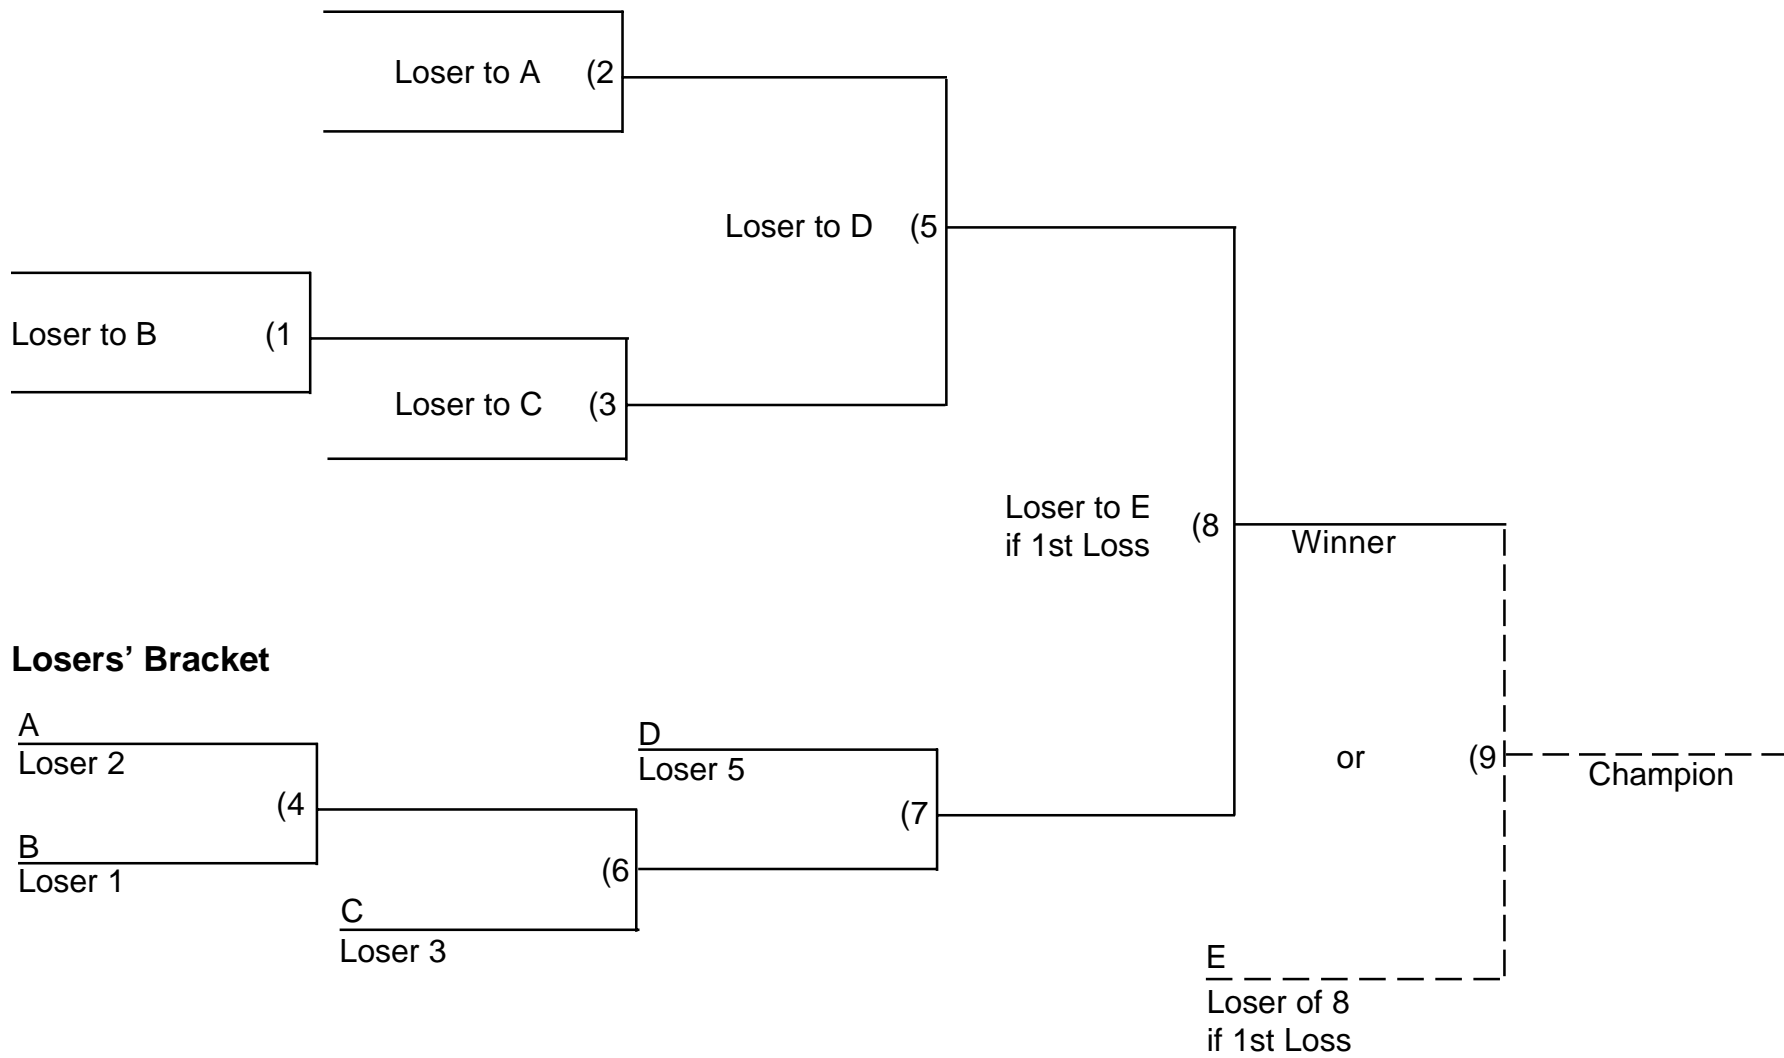 Loser to A (2
Loser to D (5
Loser to B (1
Loser to C (3
Loser to E
if 1st Loss
(8
Winner
Losers’ Bracket
A
Loser 2
(4
B
Loser 1
D
Loser 5
(7
(6
C
Loser 3
or (9
Champion
E
Loser of 8
if 1st Loss